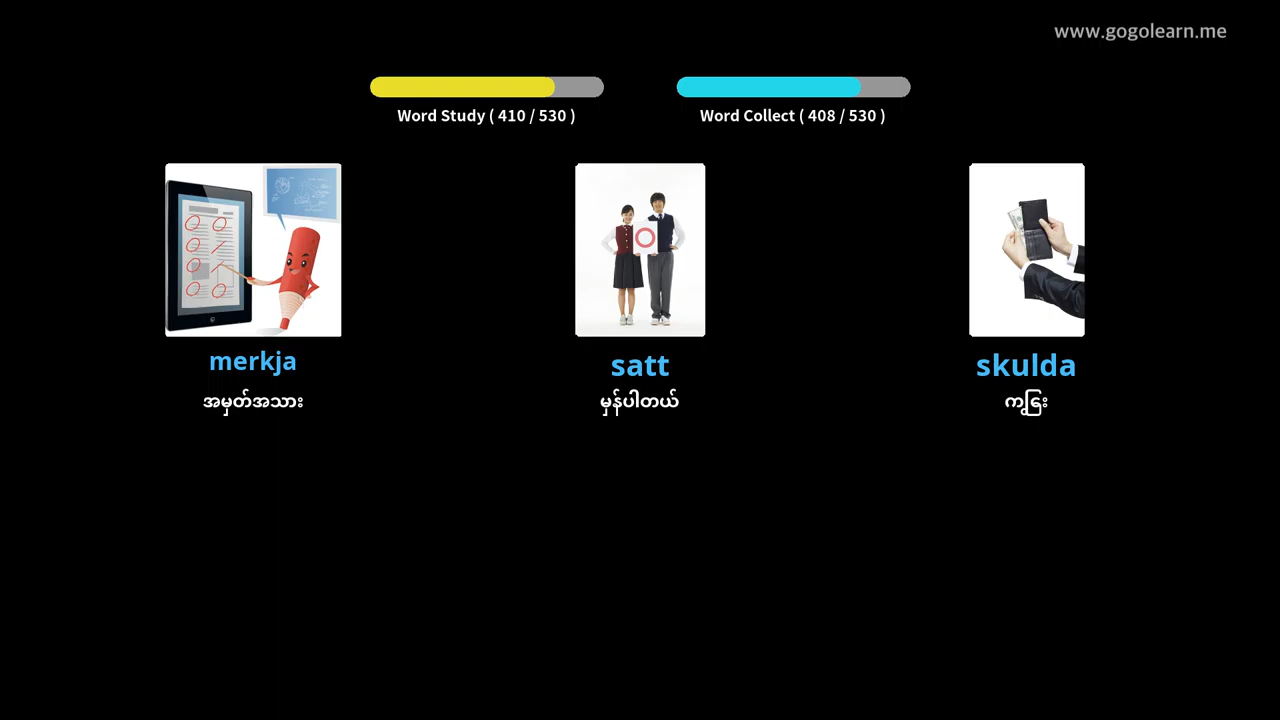 www.gogolearn.me
Word Study ( 410 / 530 )
Word Collect ( 408 / 530 )
merkja
satt
skulda
အမှတ်အသား
မှန်ပါတယ်
ကြွေး